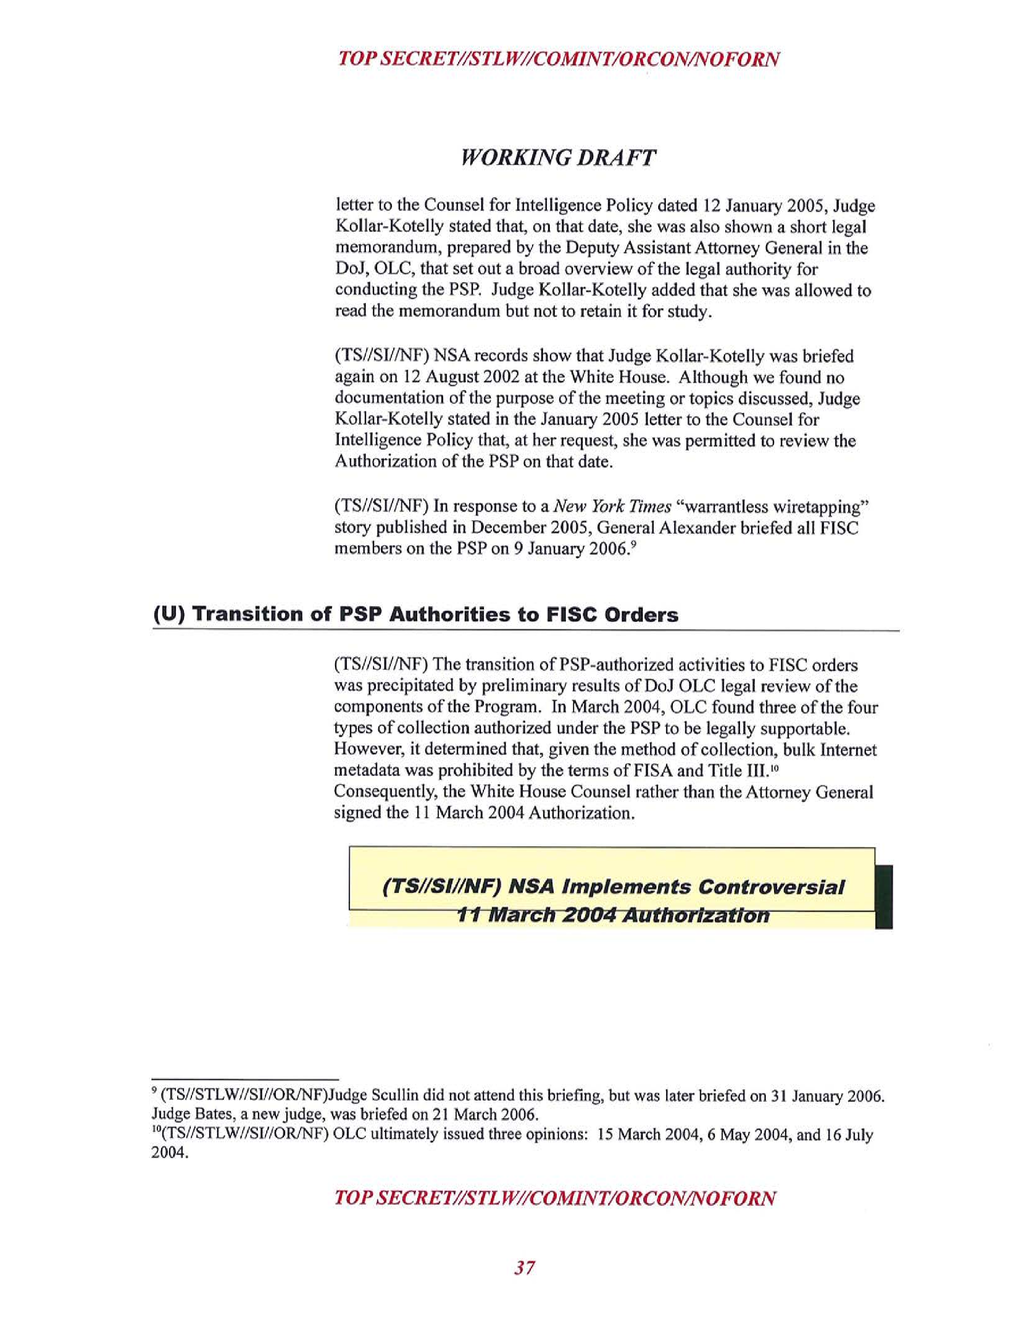 TOP SECRET//STLW//COMINT/ORCON/NOFORN
WORKING DRAFT
letter to the Counsel for Intelligence Policy dated 12 January 2005, Judge
Kollar-Kotelly stated that, on that date, she was also shown a short legal
memorandum, prepared by the Deputy Assistant Attorney General in the
DoJ, OLC, that set out a broad overview of the legal authority for
conducting the PSP. Judge Kollar-Kotelly added that she was allowed to
read the memorandum but not to retain it for study.
(TS//SI//NF) NSA records show that Judge Kollar-Kotelly was briefed
again on 12 August 2002 at the White House. Although we found no
documentation of the purpose of the meeting or topics discussed, Judge
Kollar-Kotelly stated in the January 2005 letter to the Counsel for
Intelligence Policy that, at her request, she was permitted to review the
Authorization of the PSP on that date.
(TS//SI//NF) In response to a New York Times “warrantless wiretapping”
story published in December 2005, General Alexander briefed all FISC
members on the PSP on 9 January 2006.⁹
(U) Transition of PSP Authorities to FISC Orders
(TS//SI//NF) The transition of PSP-authorized activities to FISC orders
was precipitated by preliminary results of DoJ OLC legal review of the
components of the Program. In March 2004, OLC found three of the four
types of collection authorized under the PSP to be legally supportable.
However, it determined that, given the method of collection, bulk Internet
metadata was prohibited by the terms of FISA and Title III.¹⁰
Consequently, the White House Counsel rather than the Attorney General
signed the 11 March 2004 Authorization.
(TS//SI//NF) NSA Implements Controversial
11 March 2004 Authorization
⁹ (TS//STLW//SI//OR/NF)Judge Scullin did not attend this briefing, but was later briefed on 31 January 2006.
Judge Bates, a new judge, was briefed on 21 March 2006.
¹⁰(TS//STLW//SI//OR/NF) OLC ultimately issued three opinions: 15 March 2004, 6 May 2004, and 16 July
2004.
TOP SECRET//STLW//COMINT/ORCON/NOFORN
37